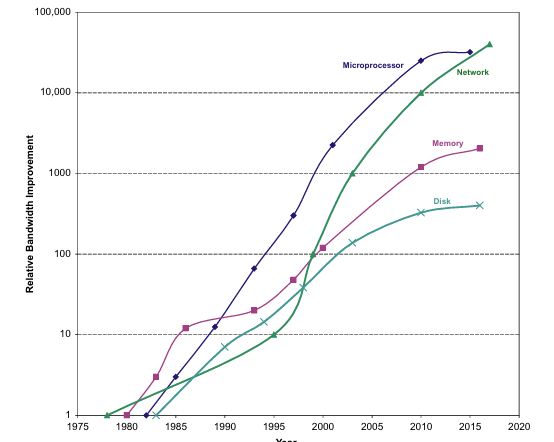 100,000
Microprocessor
Network
10,000
Memory
1000
Disk
100
10
1
1975 1980 1985 1990 1995 2000 2005 2010 2015 2020
Relative Bandwidth Improvement
Year